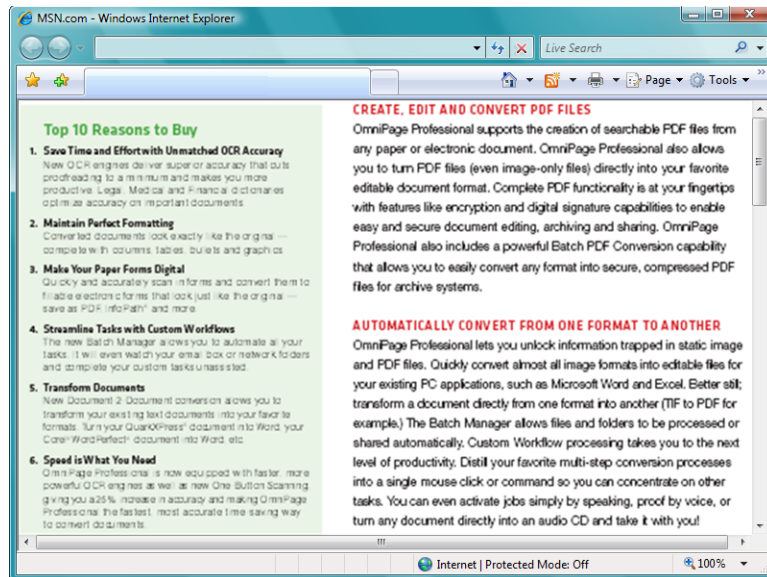 MSN.com - Windows Internet Explorer
Live Search
Page
Tools
Top 10 Reasons to Buy
1. Save Time and Effort with Unmatched OCR Accuracy
New OCR engines deliver superior accuracy that cuts
proofreading to a minimum and makes you more
productive. Legal, Medical and Financial dictionaries
optimize accuracy on important documents.
2. Maintain Perfect Formatting
Converted documents look exactly like the original —
complete with columns, tables, bullets and graphics.
3. Make Your Paper Forms Digital
Quickly and accurately scan in forms and convert them to
fillable electronic forms that look just like the original —
save as PDF, InfoPath® and more.
4. Streamline Tasks with Custom Workflows
The new Batch Manager allows you to automate all your
tasks. It will even watch your email box or network folders
and complete your custom tasks unassisted.
5. Transform Documents
New Document-2-Document conversion allows you to
transform your existing text documents into your favorite
formats. Turn your QuarkXPress® document into Word, your
Corel® WordPerfect® document into Word, etc.
6. Speed is What You Need
OmniPage Professional is now equipped with faster, more
powerful OCR engines as well as new One-Button Scanning
giving you a 25% increase in accuracy and making OmniPage
Professional the fastest, most accurate time saving way
to convert documents.
CREATE, EDIT AND CONVERT PDF FILES
OmniPage Professional supports the creation of searchable PDF files from
any paper or electronic document. OmniPage Professional also allows
you to turn PDF files (even image-only files) directly into your favorite
editable document format. Complete PDF functionality is at your fingertips
with features like encryption and digital signature capabilities to enable
easy and secure document editing, archiving and sharing. OmniPage
Professional also includes a powerful Batch PDF Conversion capability
that allows you to easily convert any format into secure, compressed PDF
files for archive systems.
AUTOMATICALLY CONVERT FROM ONE FORMAT TO ANOTHER
OmniPage Professional lets you unlock information trapped in static image
and PDF files. Quickly convert almost all image formats into editable files for
your existing PC applications, such as Microsoft Word and Excel. Better still;
transform a document directly from one format into another (TIF to PDF for
example.) The Batch Manager allows files and folders to be processed or
shared automatically. Custom Workflow processing takes you to the next
level of productivity. Distill your favorite multi-step conversion processes
into a single mouse click or command so you can concentrate on other
tasks. You can even activate jobs simply by speaking, proof by voice, or
turn any document directly into an audio CD and take it with you!
Internet | Protected Mode: Off
100%